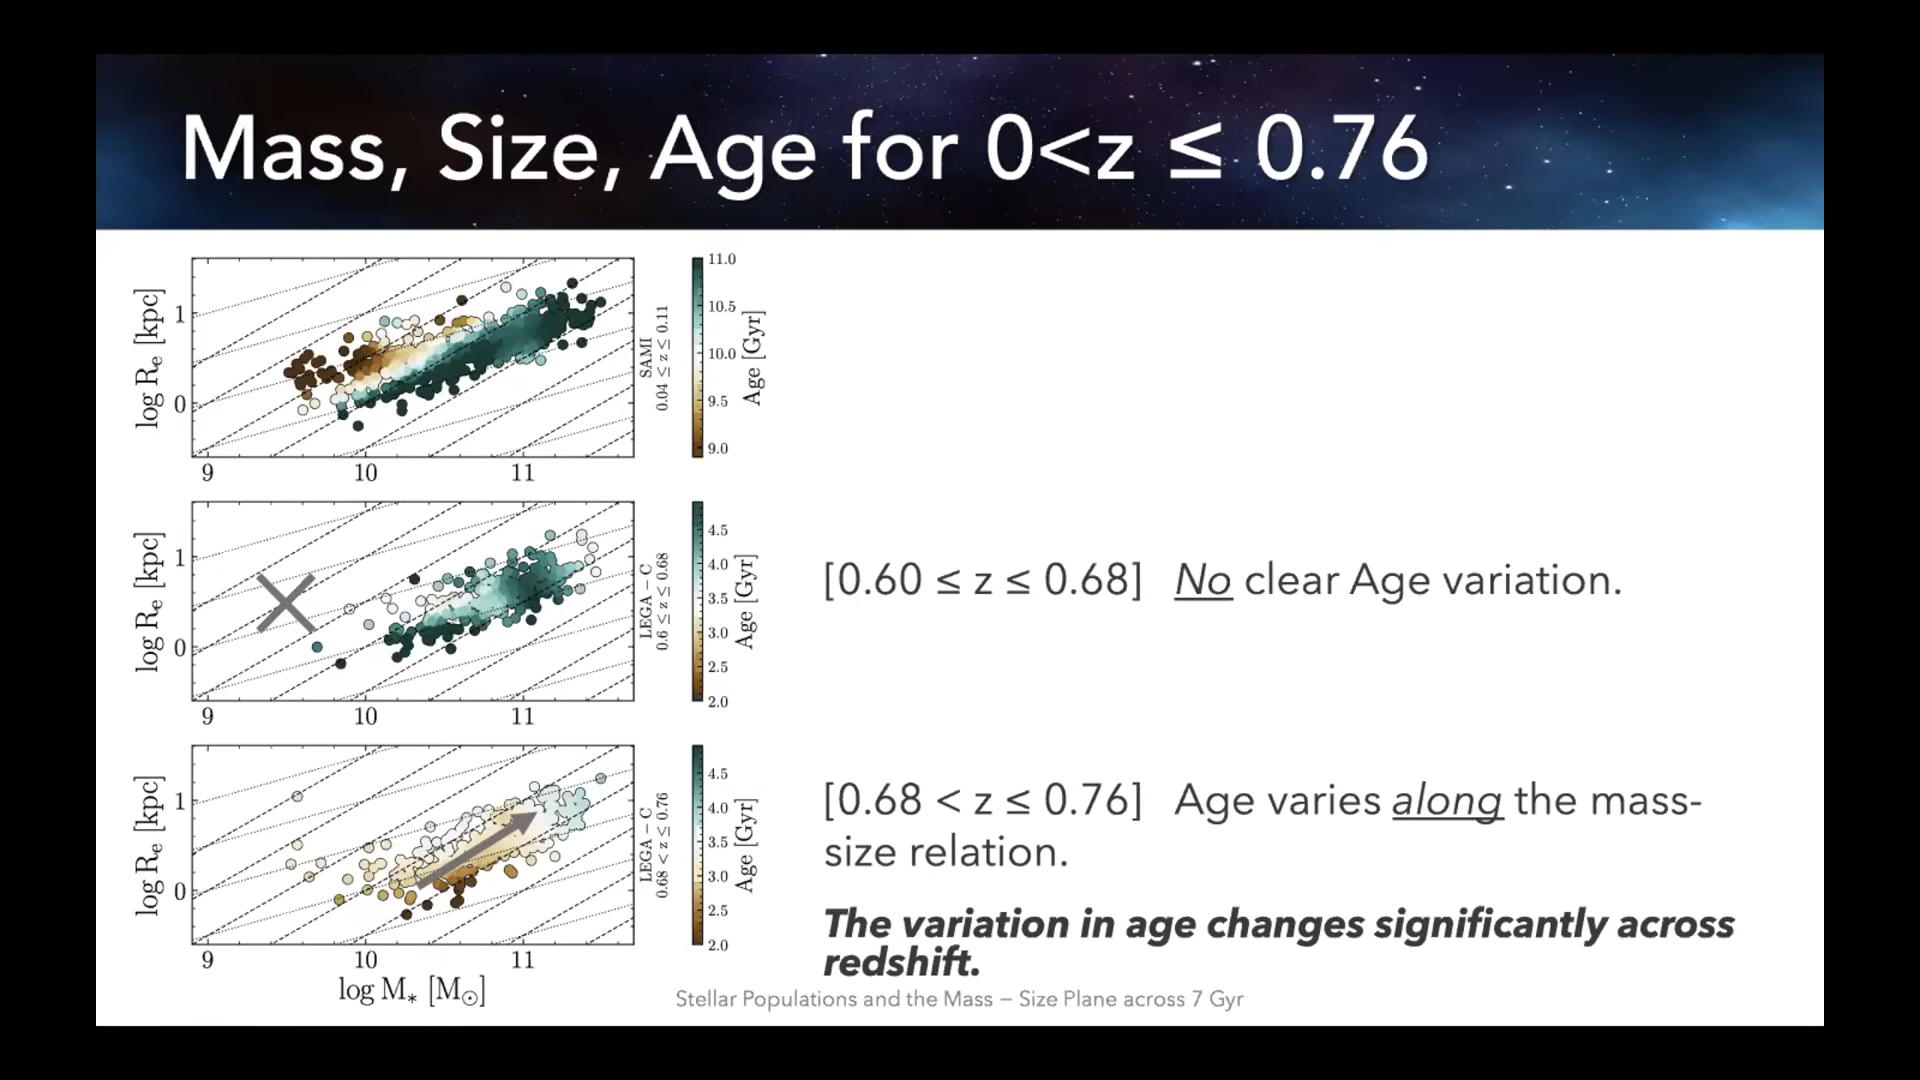 Mass, Size, Age for 0<z ≤ 0.76
log Rₑ [kpc]
1
0
9
10
11
SAMI
0.04 ≤ z ≤ 0.11
11.0
10.5
10.0
9.5
9.0
Age [Gyr]
log Rₑ [kpc]
1
0
9
10
11
LEGA – C
0.6 ≤ z ≤ 0.68
4.5
4.0
3.5
3.0
2.5
2.0
Age [Gyr]
[0.60 ≤ z ≤ 0.68] No clear Age variation.
log Rₑ [kpc]
1
0
9
10
11
log M* [M⊙]
LEGA – C
0.68 < z ≤ 0.76
4.5
4.0
3.5
3.0
2.5
2.0
Age [Gyr]
[0.68 < z ≤ 0.76] Age varies along the mass-
size relation.
The variation in age changes significantly across
redshift.
Stellar Populations and the Mass – Size Plane across 7 Gyr